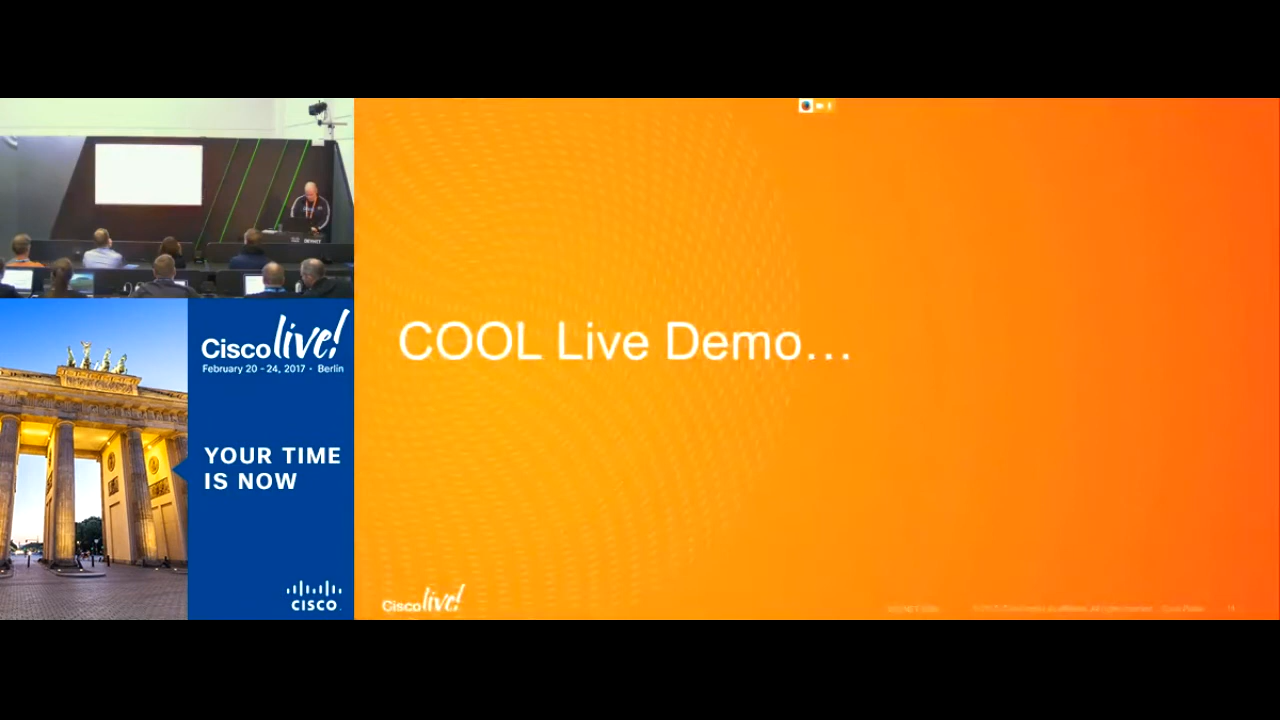 Cisco live!
February 20 - 24, 2017 • Berlin
YOUR TIME
IS NOW
CISCO
COOL Live Demo...
Cisco live!